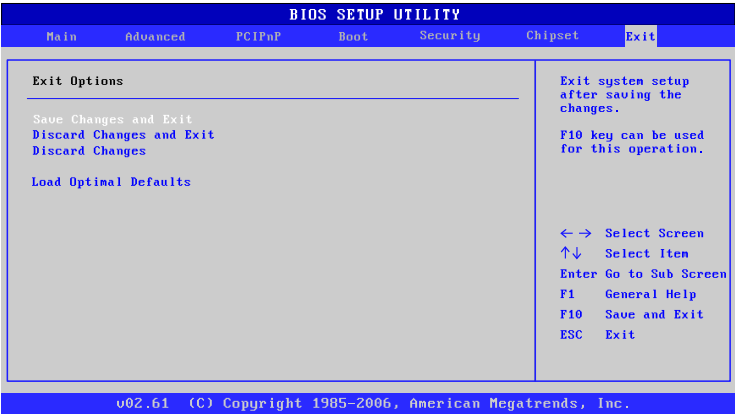 BIOS SETUP UTILITY
Main Advanced PCIPnP Boot Security Chipset Exit
Exit Options
Save Changes and Exit
Discard Changes and Exit
Discard Changes
Load Optimal Defaults
Exit system setup
after saving the
changes.
F10 key can be used
for this operation.
←→ Select Screen
↑↓ Select Item
Enter Go to Sub Screen
F1 General Help
F10 Save and Exit
ESC Exit
v02.61 (C) Copyright 1985-2006, American Megatrends, Inc.